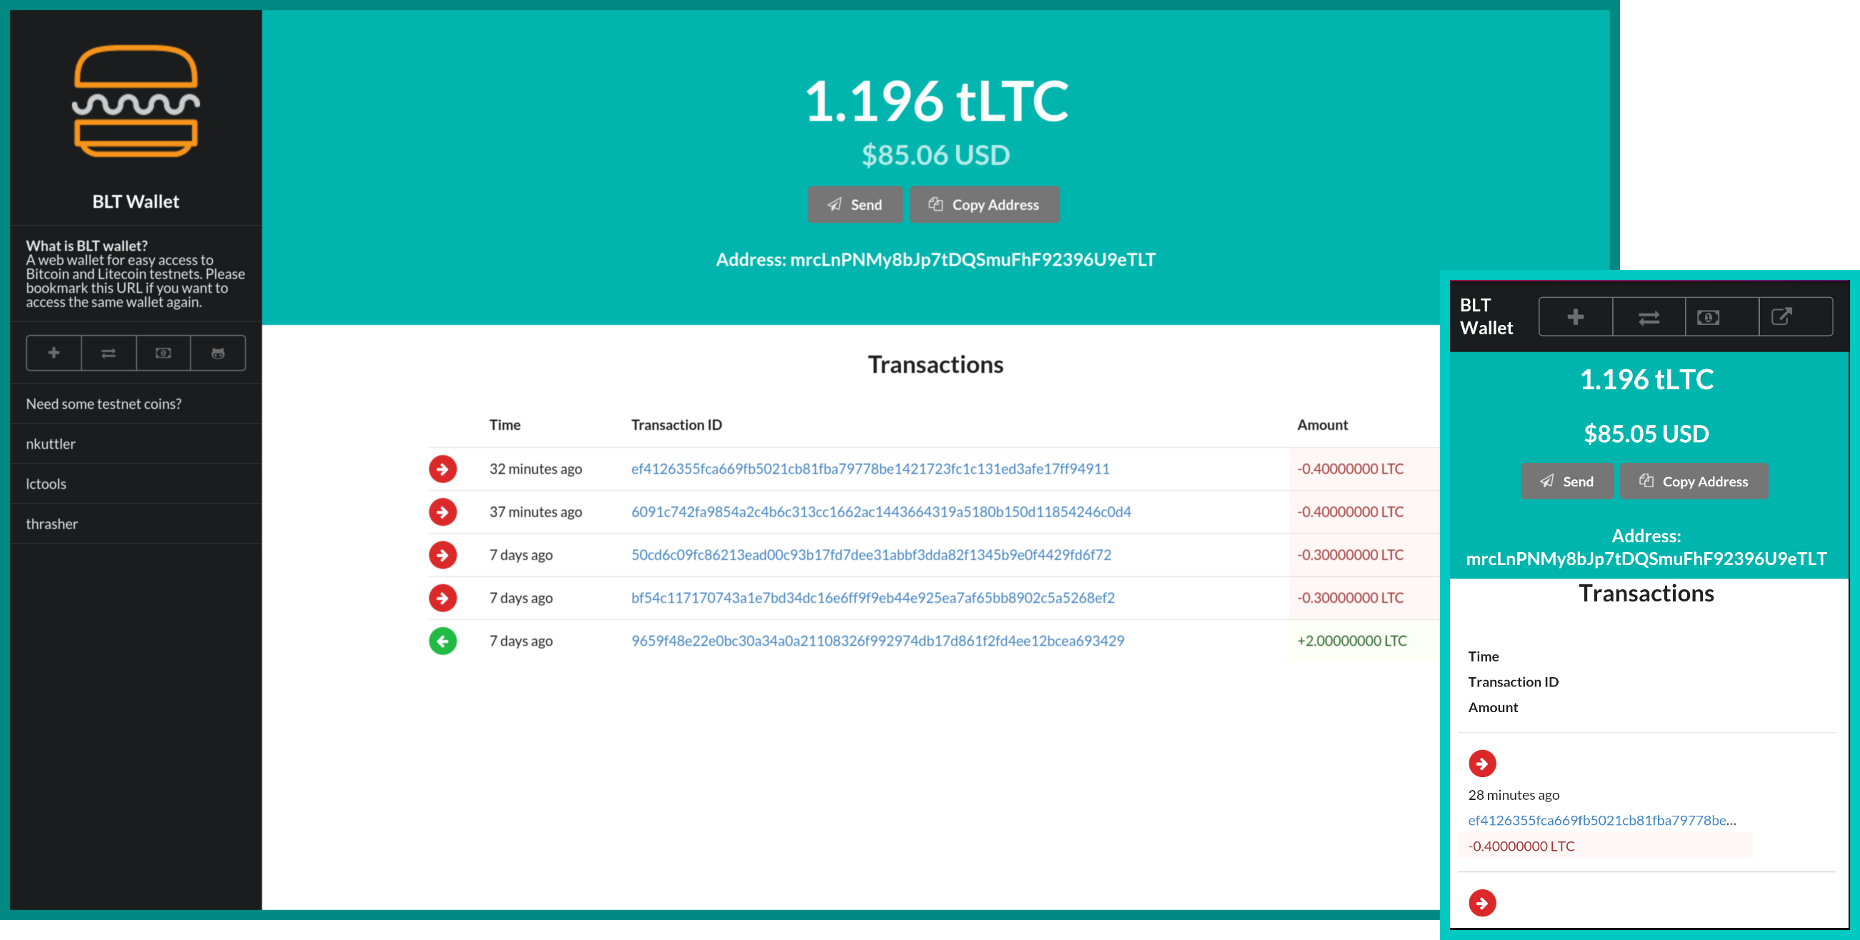 BLT Wallet
What is BLT wallet?
A web wallet for easy access to
Bitcoin and Litecoin testnets. Please
bookmark this URL if you want to
access the same wallet again.
Need some testnet coins?
nkuttler
lctools
thrasher
1.196 tLTC
$85.06 USD
Send Copy Address
Address: mrcLnPNMy8bJp7tDQSmuFhF92396U9eTLT
Transactions
Time Transaction ID Amount
32 minutes ago ef4126355fca669fb5021cb81fba79778be1421723fc1c131ed3afe17ff94911 -0.40000000 LTC
37 minutes ago 6091c742fa9854a2c4b6c313cc1662ac1443664319a5180b150d11854246c0d4 -0.40000000 LTC
7 days ago 50cd6c09fc86213ead00c93b17fd7dee31abbf3dda82f1345b9e0f4429fd6f72 -0.30000000 LTC
7 days ago bf54c117170743a1e7bd34dc16e6ff9f9eb44e925ea7af65bb8902c5a5268ef2 -0.30000000 LTC
7 days ago 9659f48e22e0bc30a34a0a21108326f992974db17d861f2fd4ee12bcea693429 +2.00000000 LTC
BLT
Wallet
1.196 tLTC
$85.05 USD
Send Copy Address
Address:
mrcLnPNMy8bJp7tDQSmuFhF92396U9eTLT
Transactions
Time
Transaction ID
Amount
28 minutes ago
ef4126355fca669fb5021cb81fba79778be...
-0.40000000 LTC